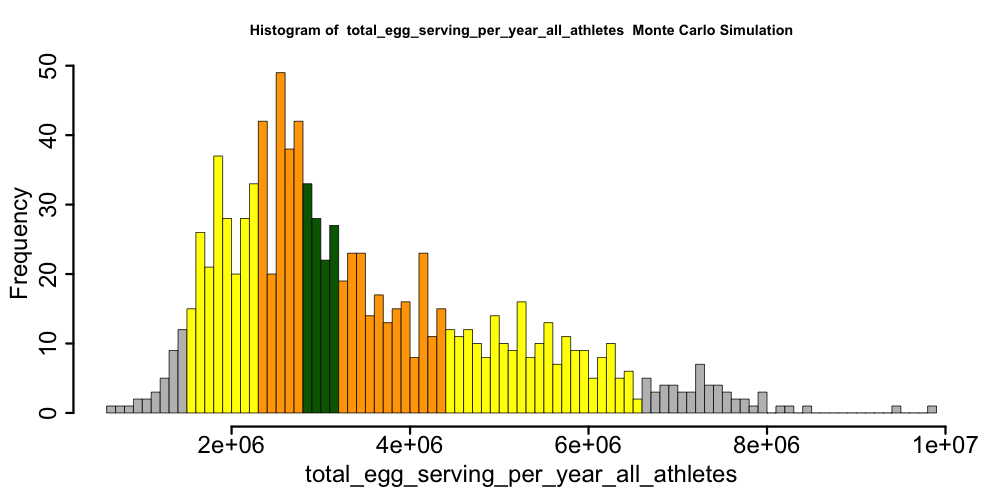 Histogram of  total_egg_serving_per_year_all_athletes  Monte Carlo Simulation
Frequency
50
40
30
20
10
0
2e+06 4e+06 6e+06 8e+06 1e+07
total_egg_serving_per_year_all_athletes